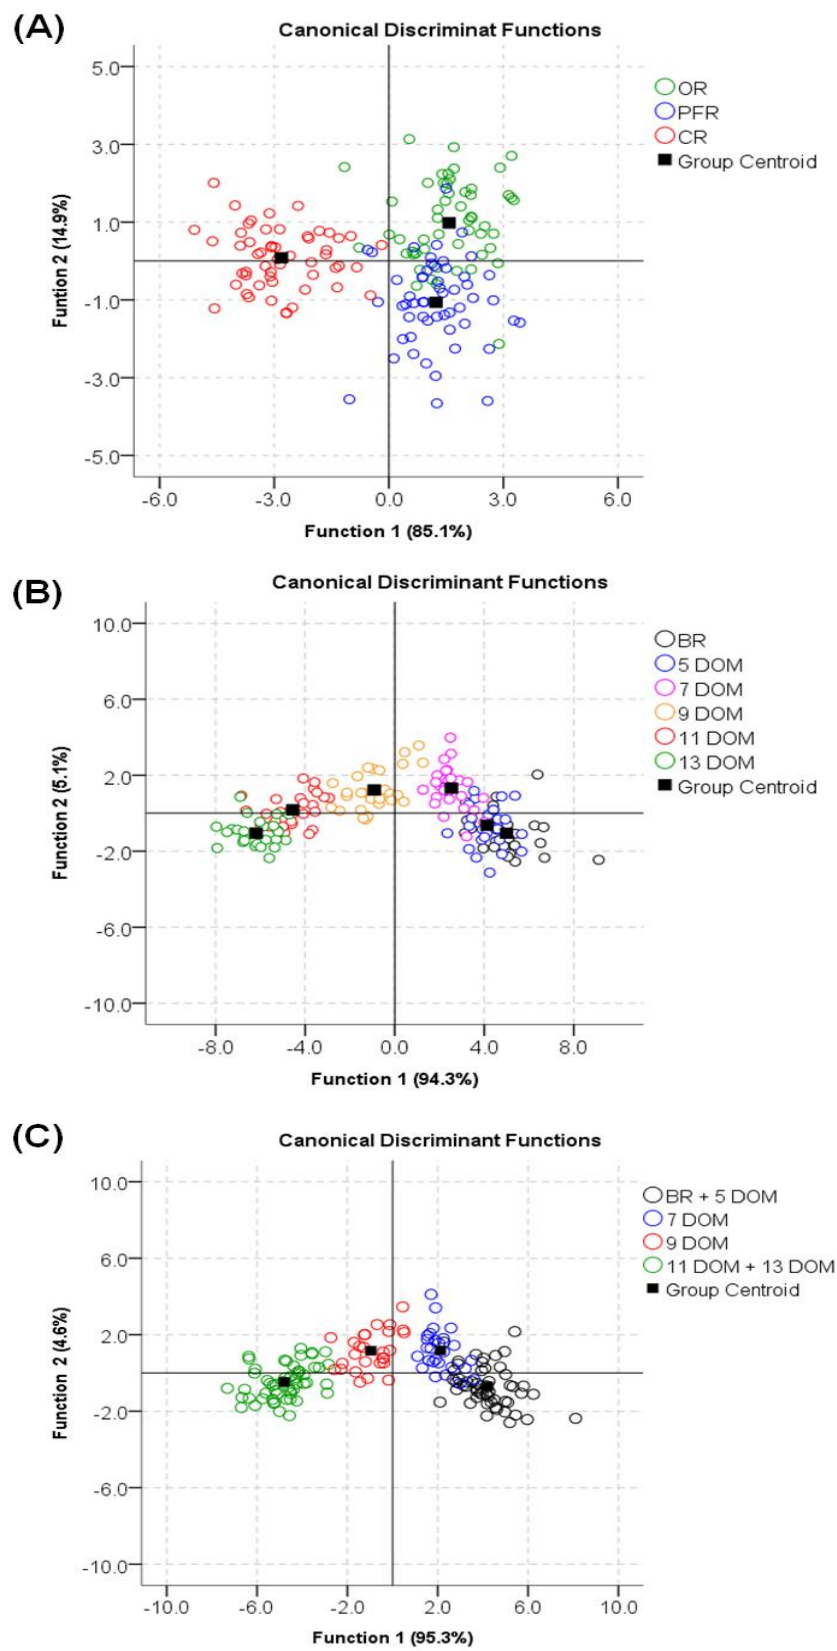 (A)
Canonical Discriminat Functions
5.0
3.0
1.0
-1.0
-3.0
-5.0
Funtion 2 (14.9%)
-6.0 -3.0 0.0 3.0 6.0
Function 1 (85.1%)
OR
PFR
CR
Group Centroid
(B)
Canonical Discriminant Functions
10.0
6.0
2.0
-2.0
-6.0
-10.0
Function 2 (5.1%)
-8.0 -4.0 0.0 4.0 8.0
Function 1 (94.3%)
BR
5 DOM
7 DOM
9 DOM
11 DOM
13 DOM
Group Centroid
(C)
Canonical Discriminant Functions
10.0
6.0
2.0
-2.0
-6.0
-10.0
Function 2 (4.6%)
-10.0 -6.0 -2.0 2.0 6.0 10.0
Function 1 (95.3%)
BR + 5 DOM
7 DOM
9 DOM
11 DOM + 13 DOM
Group Centroid